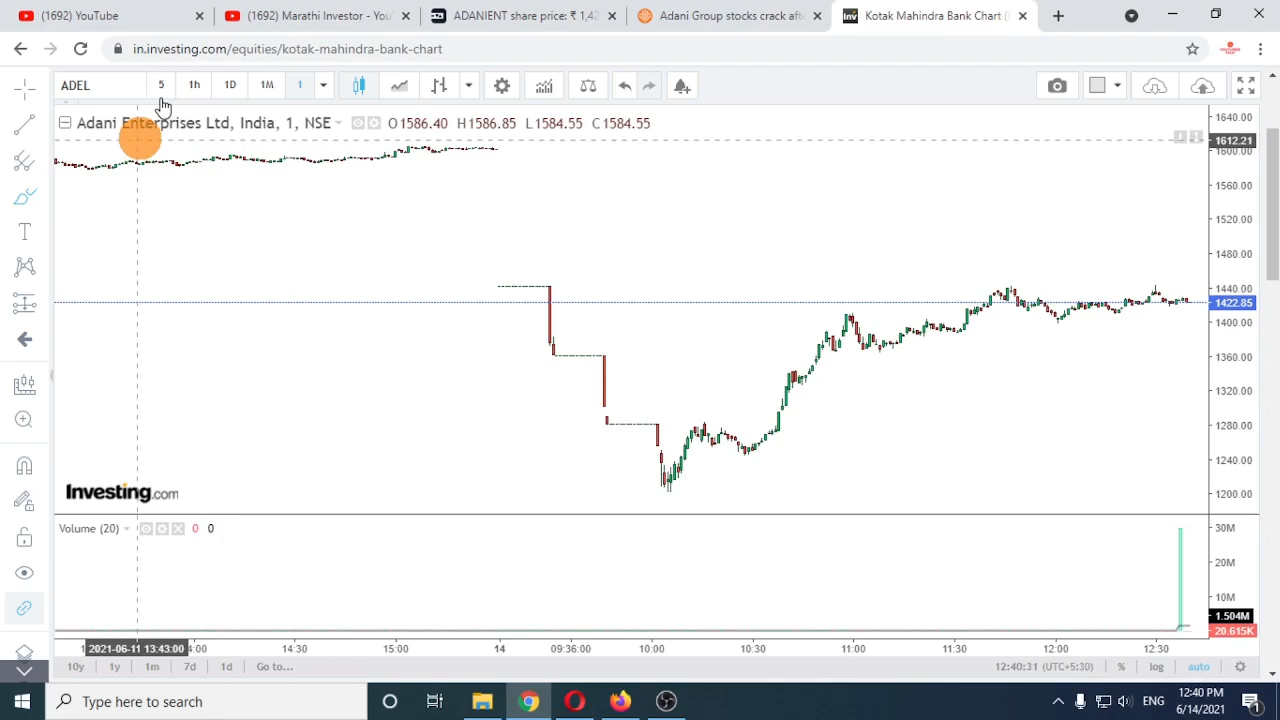 (1692) YouTube
(1692) Marathi Investor - You
ADANIENT share price: ₹ 1,42
Adani Group stocks crack afte
Kotak Mahindra Bank Chart (
in.investing.com/equities/kotak-mahindra-bank-chart
ADEL 5 1h 1D 1M 1
Adani Enterprises Ltd, India, 1, NSE O1586.40 H1586.85 L1584.55 C1584.55
1640.00
1612.21
1600.00
1560.00
1520.00
1480.00
1440.00
1422.85
1400.00
1360.00
1320.00
1280.00
1240.00
1200.00
Investing.com
Volume (20) 0 0
30M
20M
10M
1.504M
20.615K
2021-06-11 13:43:00 :00 14:30 15:00 14 09:36:00 10:00 10:30 11:00 11:30 12:00 12:30
10y 1y 1m 7d 1d Go to... 12:40:31 (UTC+5:30) % log auto
Type here to search
ENG
12:40 PM
6/14/2021